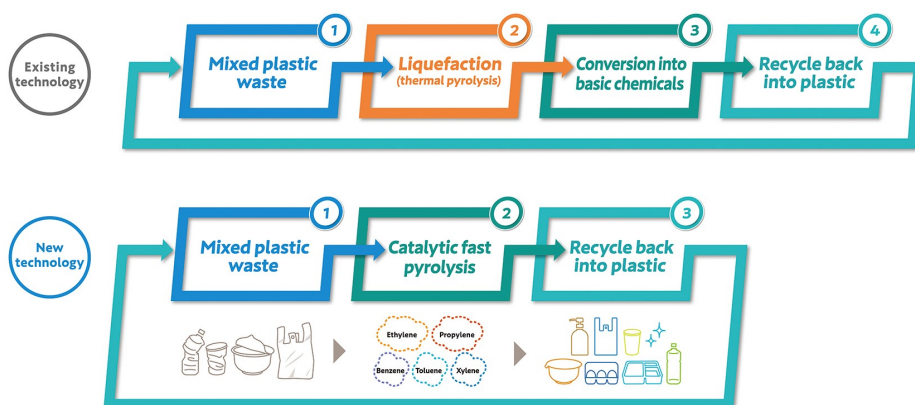 Existing
technology
1
Mixed plastic
waste
2
Liquefaction
(thermal pyrolysis)
3
Conversion into
basic chemicals
4
Recycle back
into plastic
New
technology
1
Mixed plastic
waste
2
Catalytic fast
pyrolysis
3
Recycle back
into plastic
Ethylene
Propylene
Benzene
Toluene
Xylene